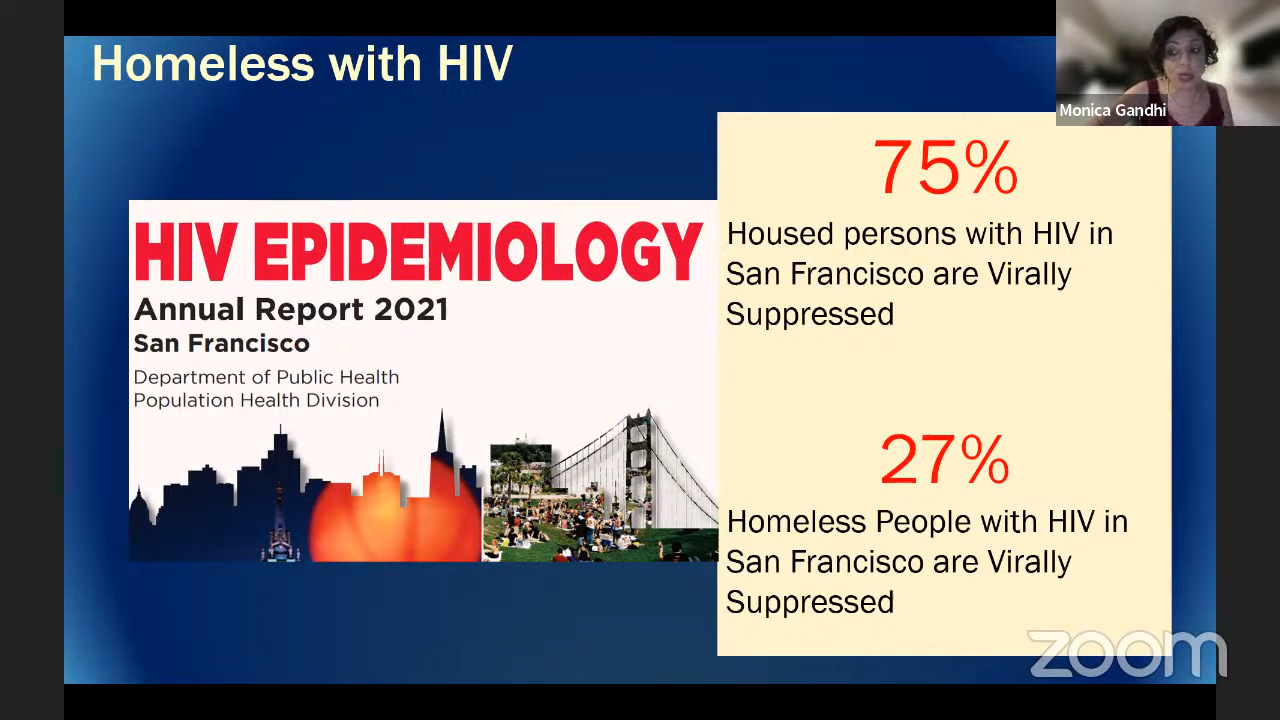 Homeless with HIV
Monica Gandhi
HIV EPIDEMIOLOGY
Annual Report 2021
San Francisco
Department of Public Health
Population Health Division
75%
Housed persons with HIV in
San Francisco are Virally
Suppressed
27%
Homeless People with HIV in
San Francisco are Virally
Suppressed
zoom